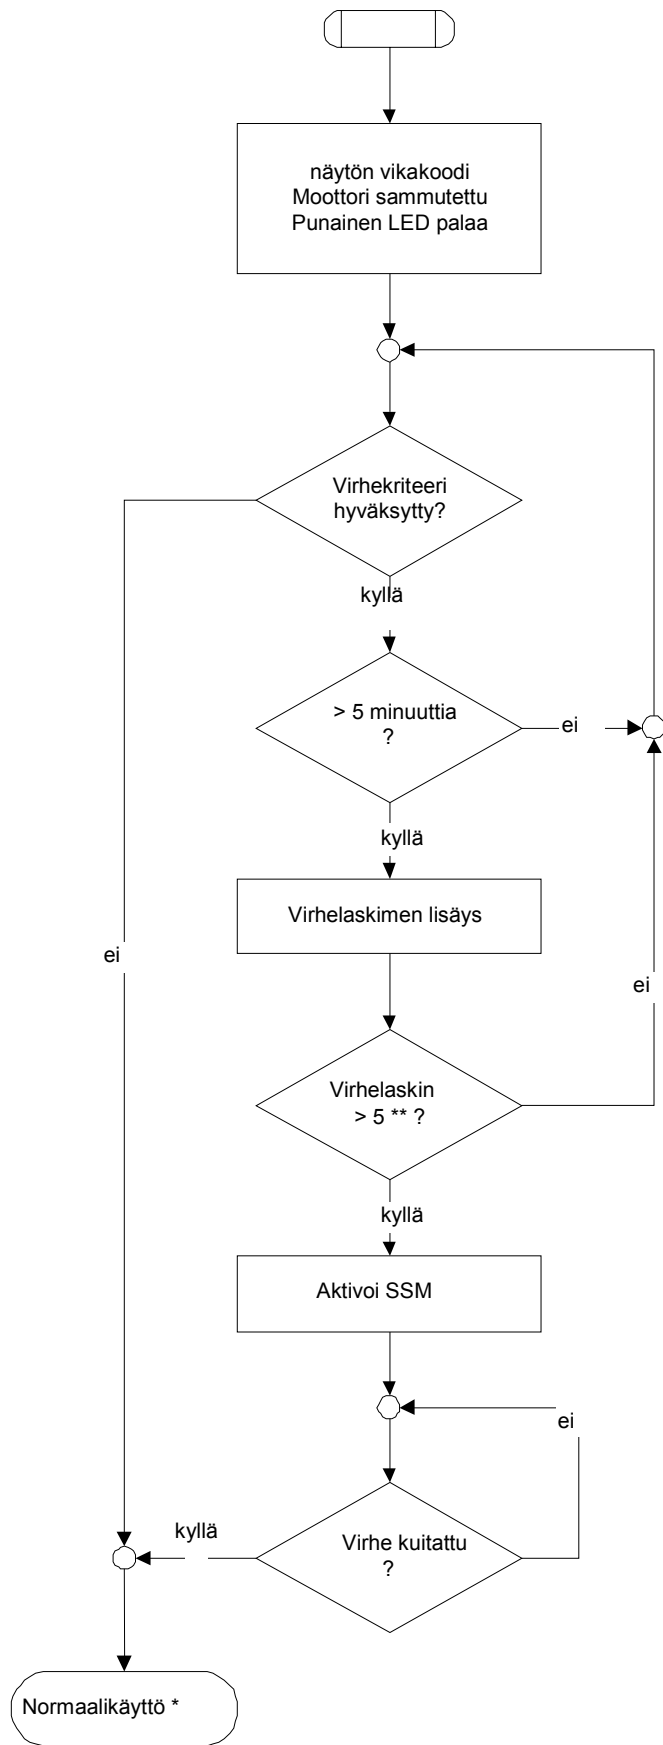 näytön vikakoodi
Moottori sammutettu
Punainen LED palaa
Virhekriteeri
hyväksytty?
kyllä
> 5 minuuttia
?
ei
kyllä
Virhelaskimen lisäys
ei
ei
Virhelaskin
> 5 ** ?
kyllä
Aktivoi SSM
ei
kyllä
Virhe kuitattu
?
Normaalikäyttö *